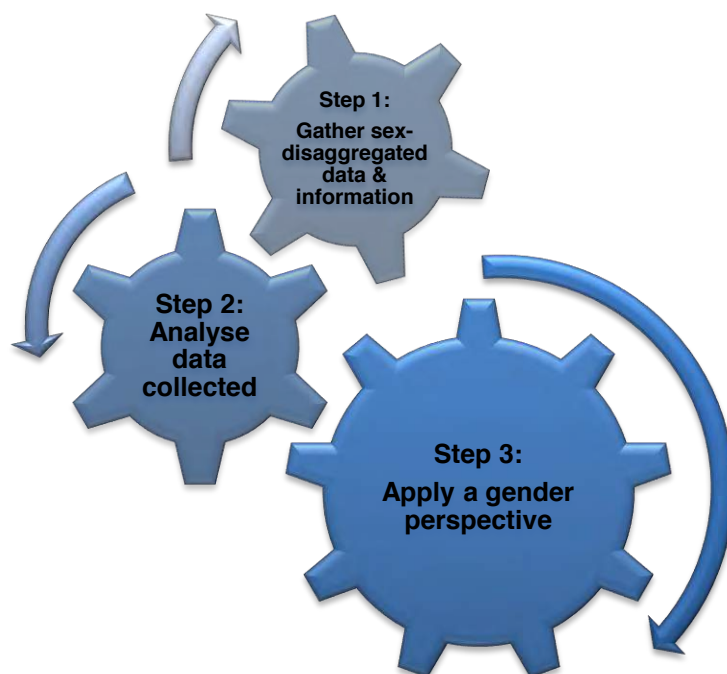 Step 1:
Gather sex-
disaggregated
data &
information
Step 2:
Analyse
data
collected
Step 3:
Apply a gender
perspective